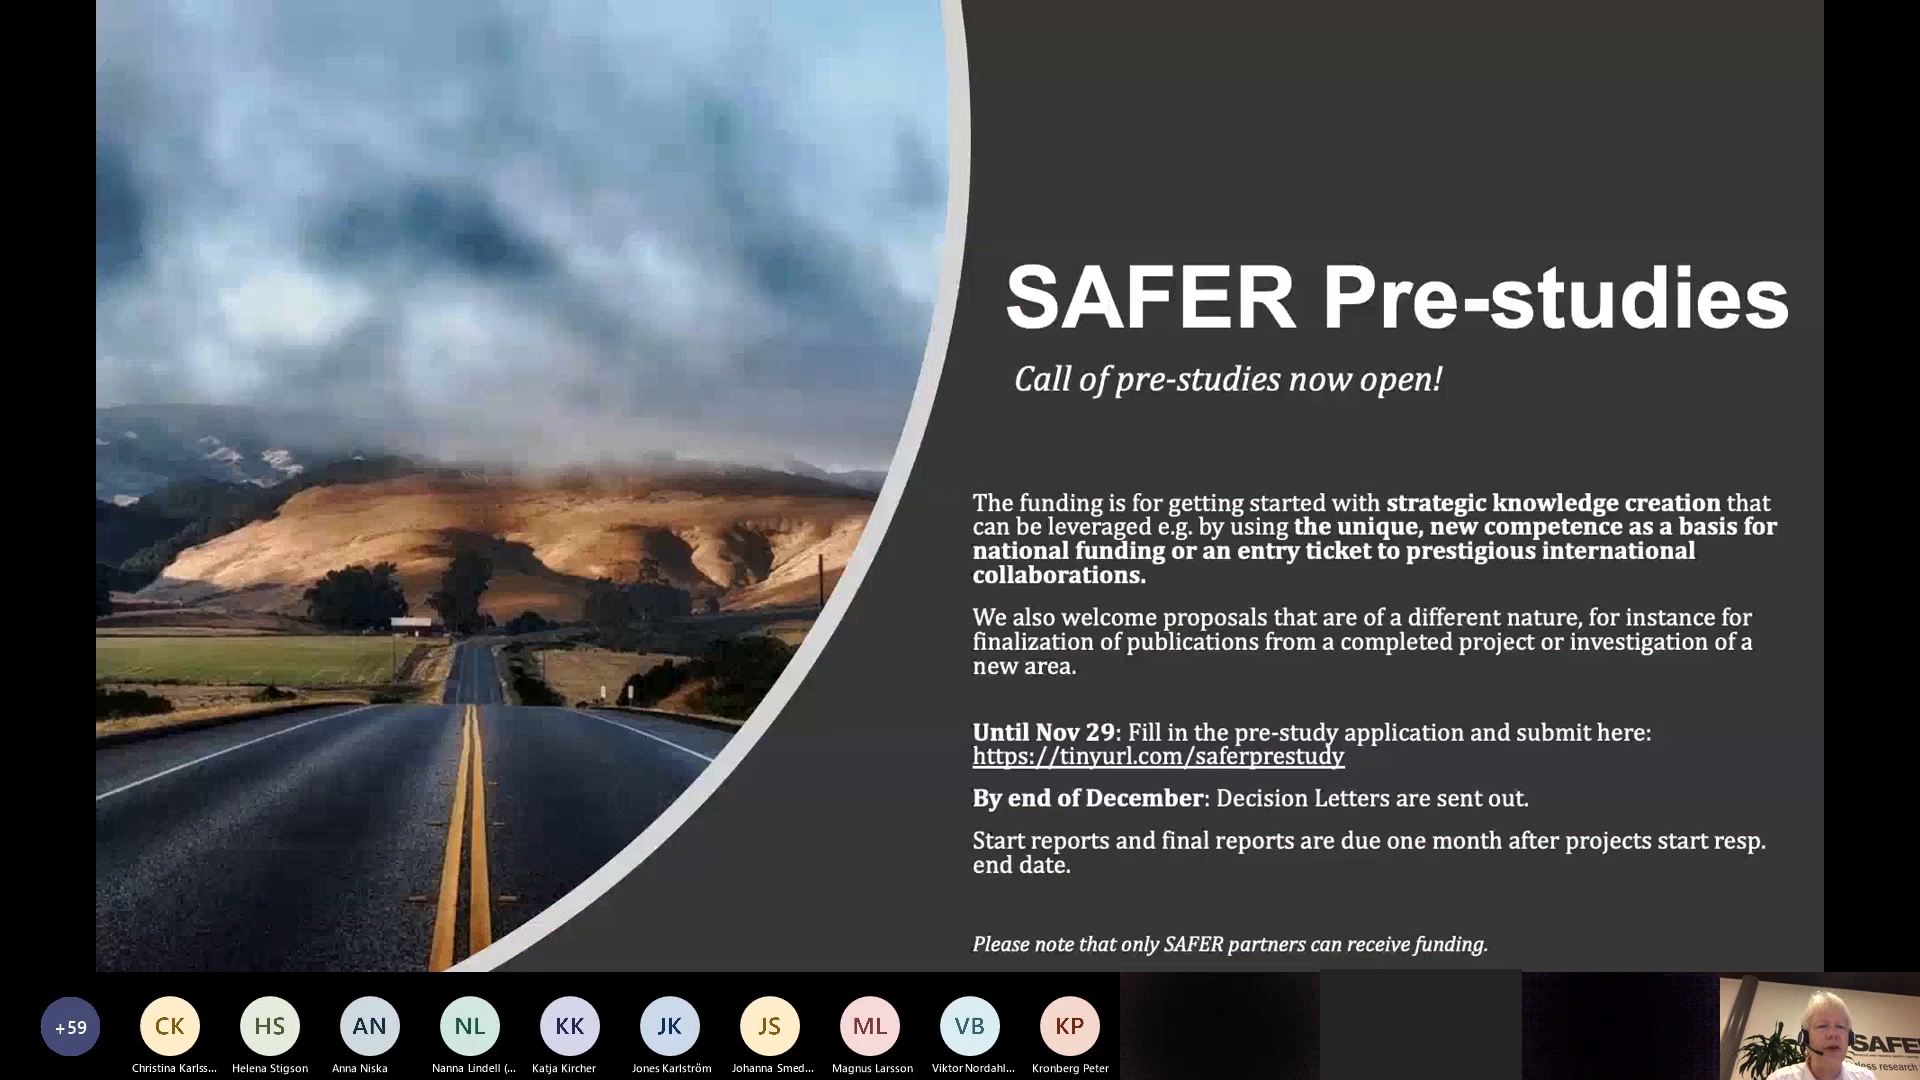 SAFER Pre-studies
Call of pre-studies now open!
The funding is for getting started with strategic knowledge creation that
can be leveraged e.g. by using the unique, new competence as a basis for
national funding or an entry ticket to prestigious international
collaborations.
We also welcome proposals that are of a different nature, for instance for
finalization of publications from a completed project or investigation of a
new area.
Until Nov 29: Fill in the pre-study application and submit here:
https://tinyurl.com/saferprestudy
By end of December: Decision Letters are sent out.
Start reports and final reports are due one month after projects start resp.
end date.
Please note that only SAFER partners can receive funding.
+59
CK
HS
AN
NL
KK
JK
JS
ML
VB
KP
Christina Karlss...
Helena Stigson
Anna Niska
Nanna Lindell (...
Katja Kircher
Jones Karlström
Johanna Smed...
Magnus Larsson
Viktor Nordahl...
Kronberg Peter
SAFE
less research